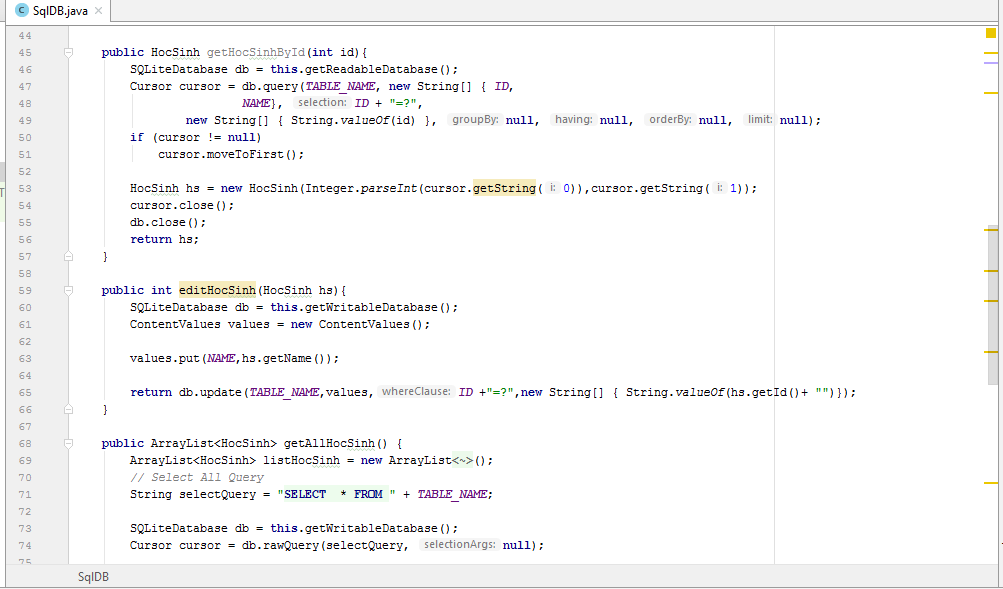 SqlDB.java
44
45 public HocSinh getHocSinhById(int id){
46 SQLiteDatabase db = this.getReadableDatabase();
47 Cursor cursor = db.query(TABLE_NAME, new String[] { ID,
48 NAME}, selection: ID + "=?",
49 new String[] { String.valueOf(id) }, groupBy: null, having: null, orderBy: null, limit: null);
50 if (cursor != null)
51 cursor.moveToFirst();
52
53 HocSinh hs = new HocSinh(Integer.parseInt(cursor.getString( i: 0)),cursor.getString( i: 1));
54 cursor.close();
55 db.close();
56 return hs;
57 }
58
59 public int editHocSinh(HocSinh hs){
60 SQLiteDatabase db = this.getWritableDatabase();
61 ContentValues values = new ContentValues();
62
63 values.put(NAME,hs.getName());
64
65 return db.update(TABLE_NAME,values, whereClause: ID +"=?",new String[] { String.valueOf(hs.getId()+ "")});
66 }
67
68 public ArrayList<HocSinh> getAllHocSinh() {
69 ArrayList<HocSinh> listHocSinh = new ArrayList<~>();
70 // Select All Query
71 String selectQuery = "SELECT * FROM " + TABLE_NAME;
72
73 SQLiteDatabase db = this.getWritableDatabase();
74 Cursor cursor = db.rawQuery(selectQuery, selectionArgs: null);
75
SqlDB